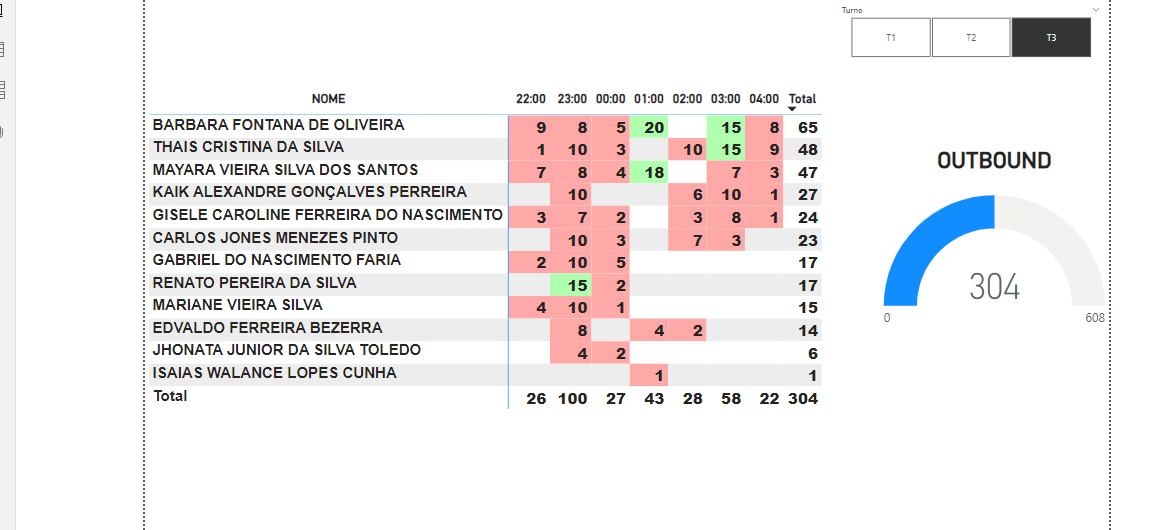 Turno
T1 T2 T3
NOME 22:00 23:00 00:00 01:00 02:00 03:00 04:00 Total
BARBARA FONTANA DE OLIVEIRA 9 8 5 20 15 8 65
THAIS CRISTINA DA SILVA 1 10 3 10 15 9 48
MAYARA VIEIRA SILVA DOS SANTOS 7 8 4 18 7 3 47
KAIK ALEXANDRE GONÇALVES PERREIRA 10 6 10 1 27
GISELE CAROLINE FERREIRA DO NASCIMENTO 3 7 2 3 8 1 24
CARLOS JONES MENEZES PINTO 10 3 7 3 23
GABRIEL DO NASCIMENTO FARIA 2 10 5 17
RENATO PEREIRA DA SILVA 15 2 17
MARIANE VIEIRA SILVA 4 10 1 15
EDVALDO FERREIRA BEZERRA 8 4 2 14
JHONATA JUNIOR DA SILVA TOLEDO 4 2 6
ISAIAS WALANCE LOPES CUNHA 1 1
Total 26 100 27 43 28 58 22 304
OUTBOUND
304
0 608